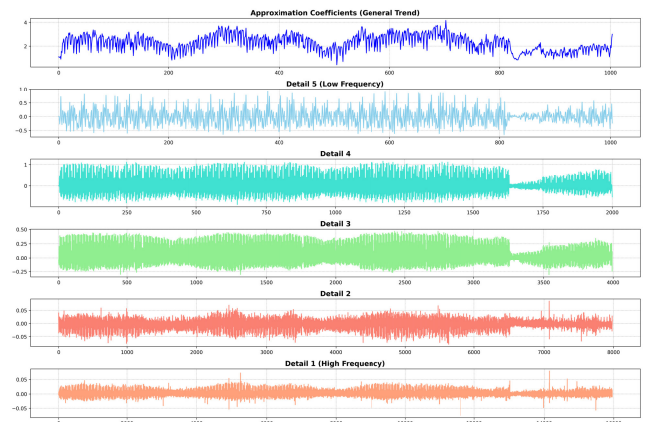 Approximation Coefficients (General Trend)
4
2
0 200 400 600 800 1000
Detail 5 (Low Frequency)
1.0
0.5
0.0
−0.5
0 200 400 600 800 1000
Detail 4
1
0
0 250 500 750 1000 1250 1500 1750 2000
Detail 3
0.50
0.25
0.00
−0.25
0 500 1000 1500 2000 2500 3000 3500 4000
Detail 2
0.05
0.00
−0.05
0 1000 2000 3000 4000 5000 6000 7000 8000
Detail 1 (High Frequency)
0.05
0.00
−0.05